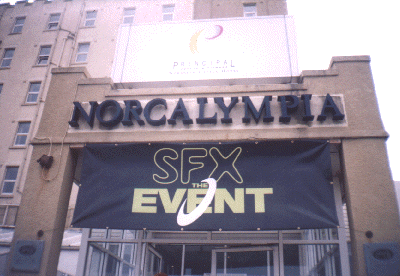 PRINCIPAL
NORCALYMPIA
SFX
THE
EVENT